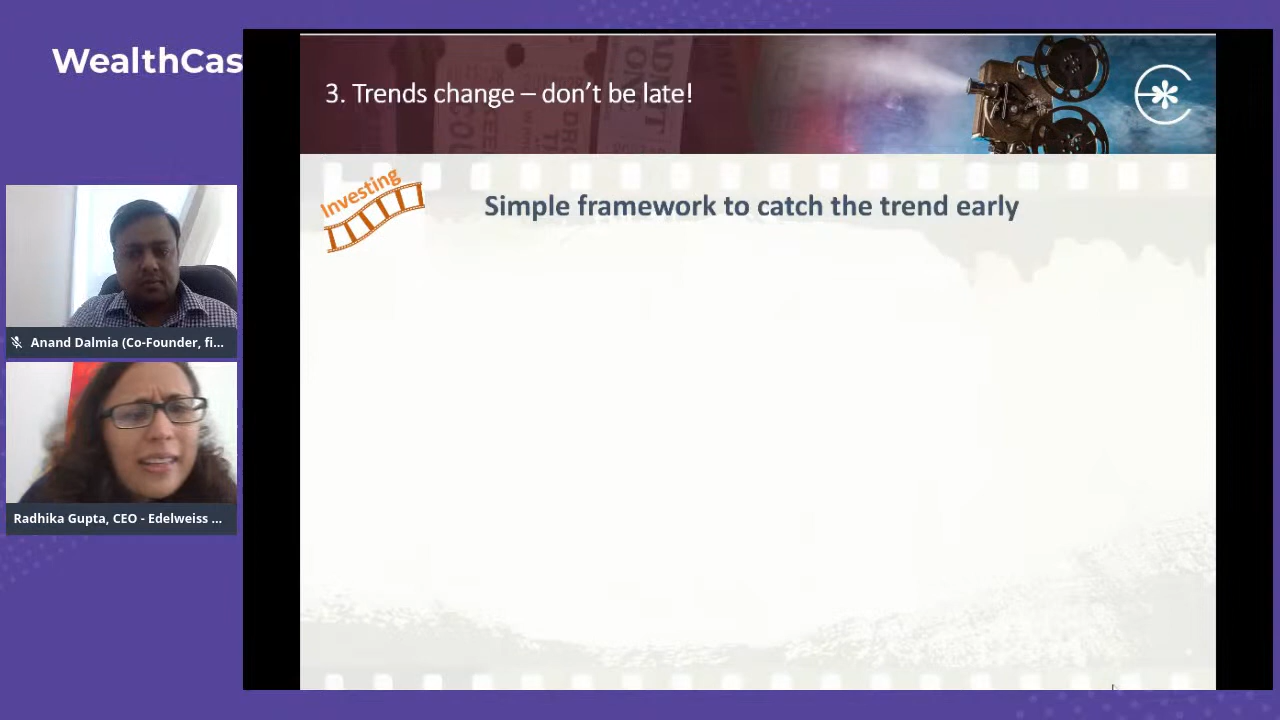 WealthCas
3. Trends change – don't be late!
Investing
Simple framework to catch the trend early
Anand Dalmia (Co-Founder, fi...
Radhika Gupta, CEO - Edelweiss ...